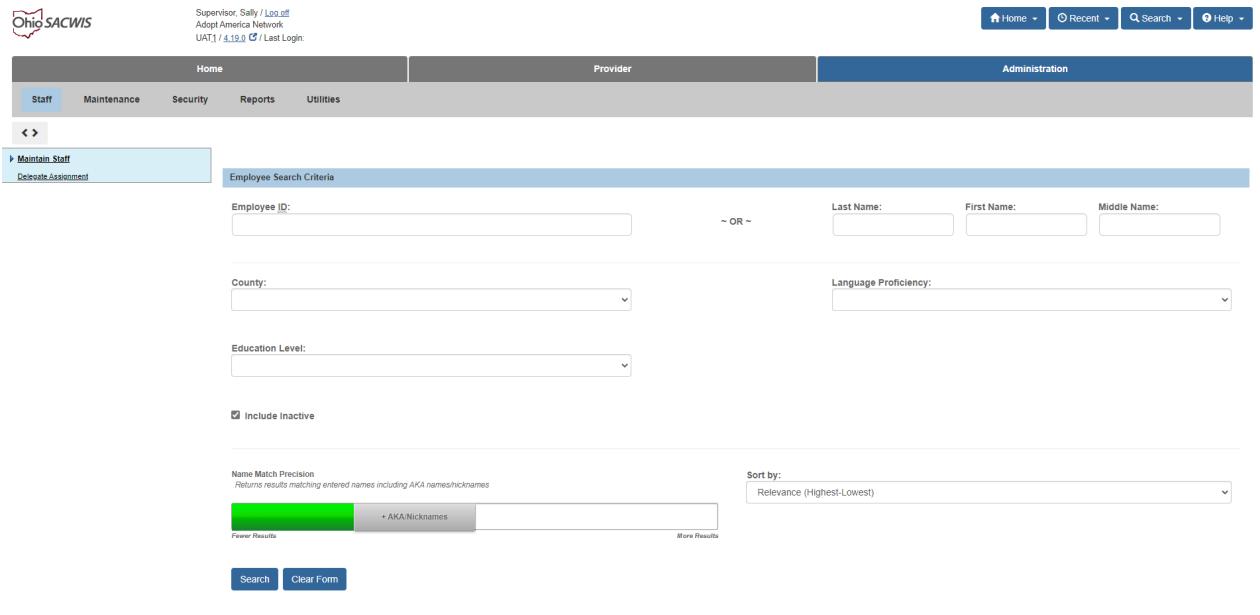 Ohio SACWIS
Supervisor, Sally / Log off
Adopt America Network
UAT1 / 4.19.0 / Last Login:
Home
Recent
Search
Help
Home
Provider
Administration
Staff
Maintenance
Security
Reports
Utilities
Maintain Staff
Delegate Assignment
Employee Search Criteria
Employee ID:
~ OR ~
Last Name:
First Name:
Middle Name:
County:
Language Proficiency:
Education Level:
Include Inactive
Name Match Precision
Returns results matching entered names including AKA names/nicknames
+ AKA/Nicknames
Fewer Results
More Results
Sort by:
Relevance (Highest-Lowest)
Search
Clear Form